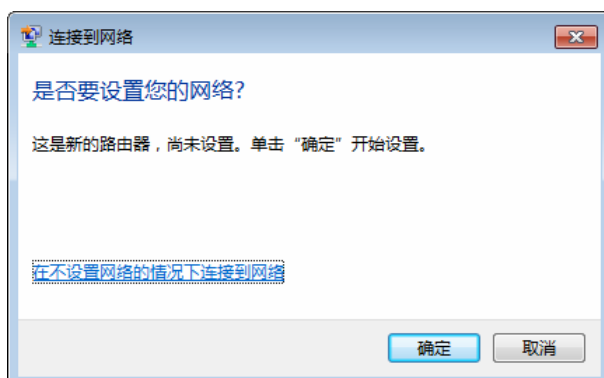 连接到网络
是否要设置您的网络?
这是新的路由器，尚未设置。单击“确定”开始设置。
在不设置网络的情况下连接到网络
确定
取消